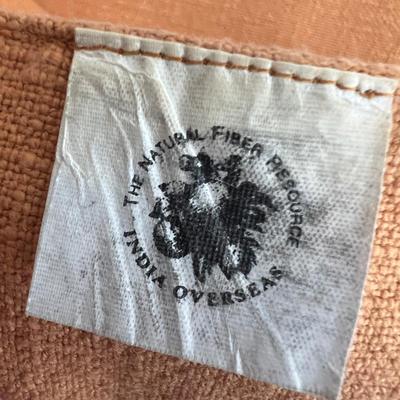 THE NATURAL FIBER RESOURCE
INDIA OVERSEAS